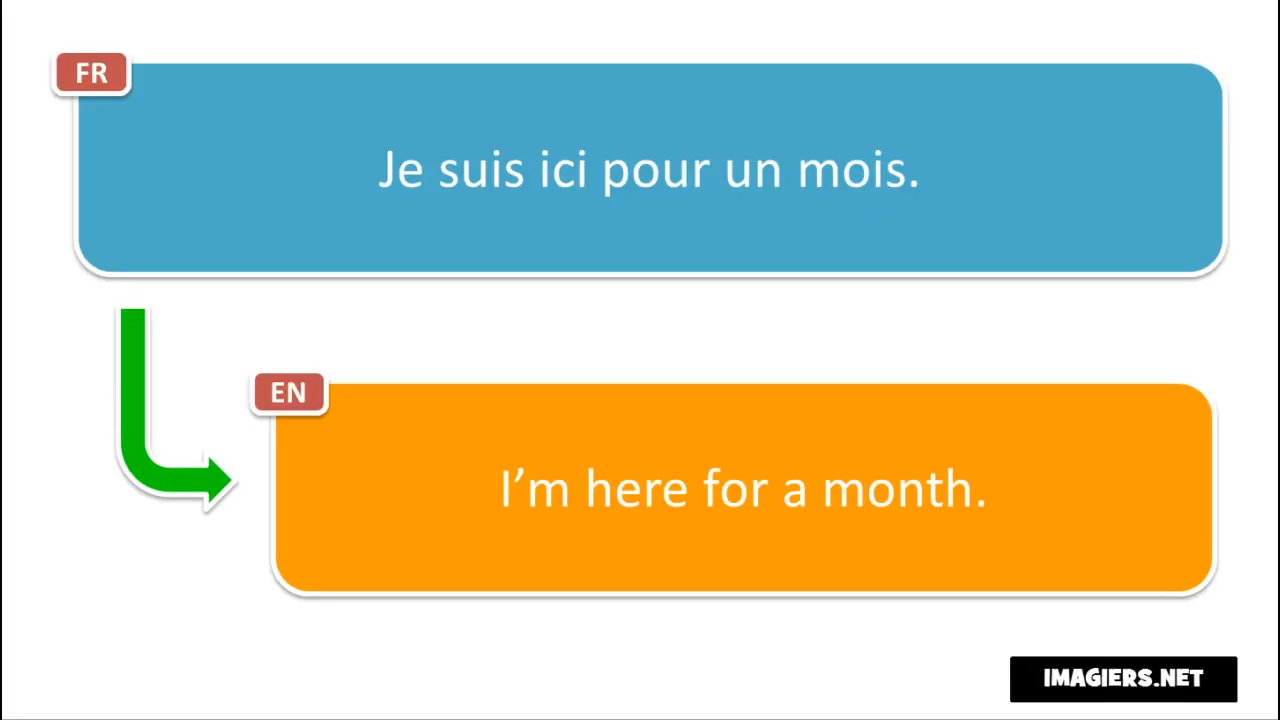 FR
Je suis ici pour un mois.
EN
I’m here for a month.
IMAGIERS.NET